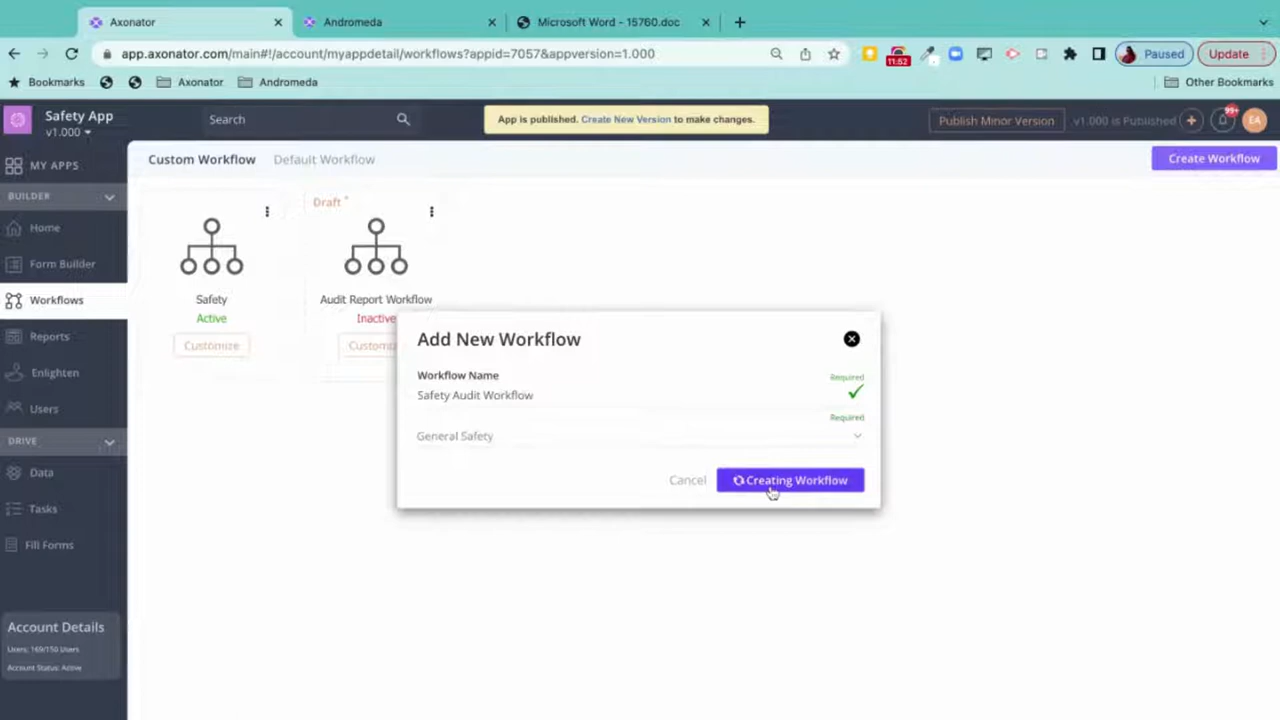 Axonator
Andromeda
Microsoft Word - 15760.doc
app.axonator.com/main#!/account/myappdetail/workflows?appid=7057&appversion=1.000
11:52
Paused
Update
Bookmarks
Axonator
Andromeda
Other Bookmarks
Safety App
v1.000
Search
App is published. Create New Version to make changes.
Publish Minor Version
v1.000 is Published
99+
EA
MY APPS
Custom Workflow
Default Workflow
Create Workflow
BUILDER
Home
Form Builder
Workflows
Reports
Enlighten
Users
DRIVE
Data
Tasks
Fill Forms
Safety
Active
Customize
Draft *
Audit Report Workflow
Inactive
Customiz
Add New Workflow
Workflow Name
Required
Safety Audit Workflow
Required
General Safety
Cancel
Creating Workflow
Account Details
Users: 169/150 Users
Account Status: Active